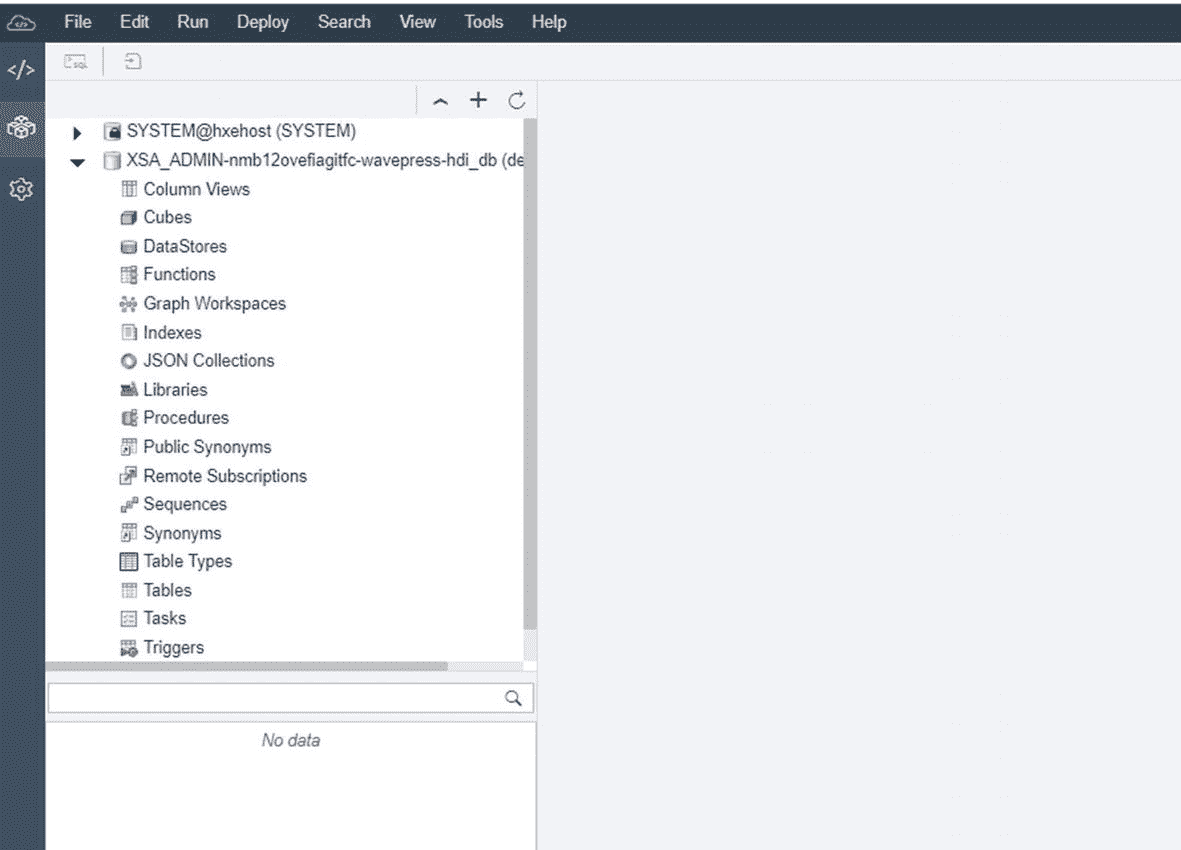 File Edit Run Deploy Search View Tools Help
SYSTEM@hxehost (SYSTEM)
XSA_ADMIN-nmb12ovefiagitfc-wavepress-hdi_db (de
Column Views
Cubes
DataStores
Functions
Graph Workspaces
Indexes
JSON Collections
Libraries
Procedures
Public Synonyms
Remote Subscriptions
Sequences
Synonyms
Table Types
Tables
Tasks
Triggers
No data